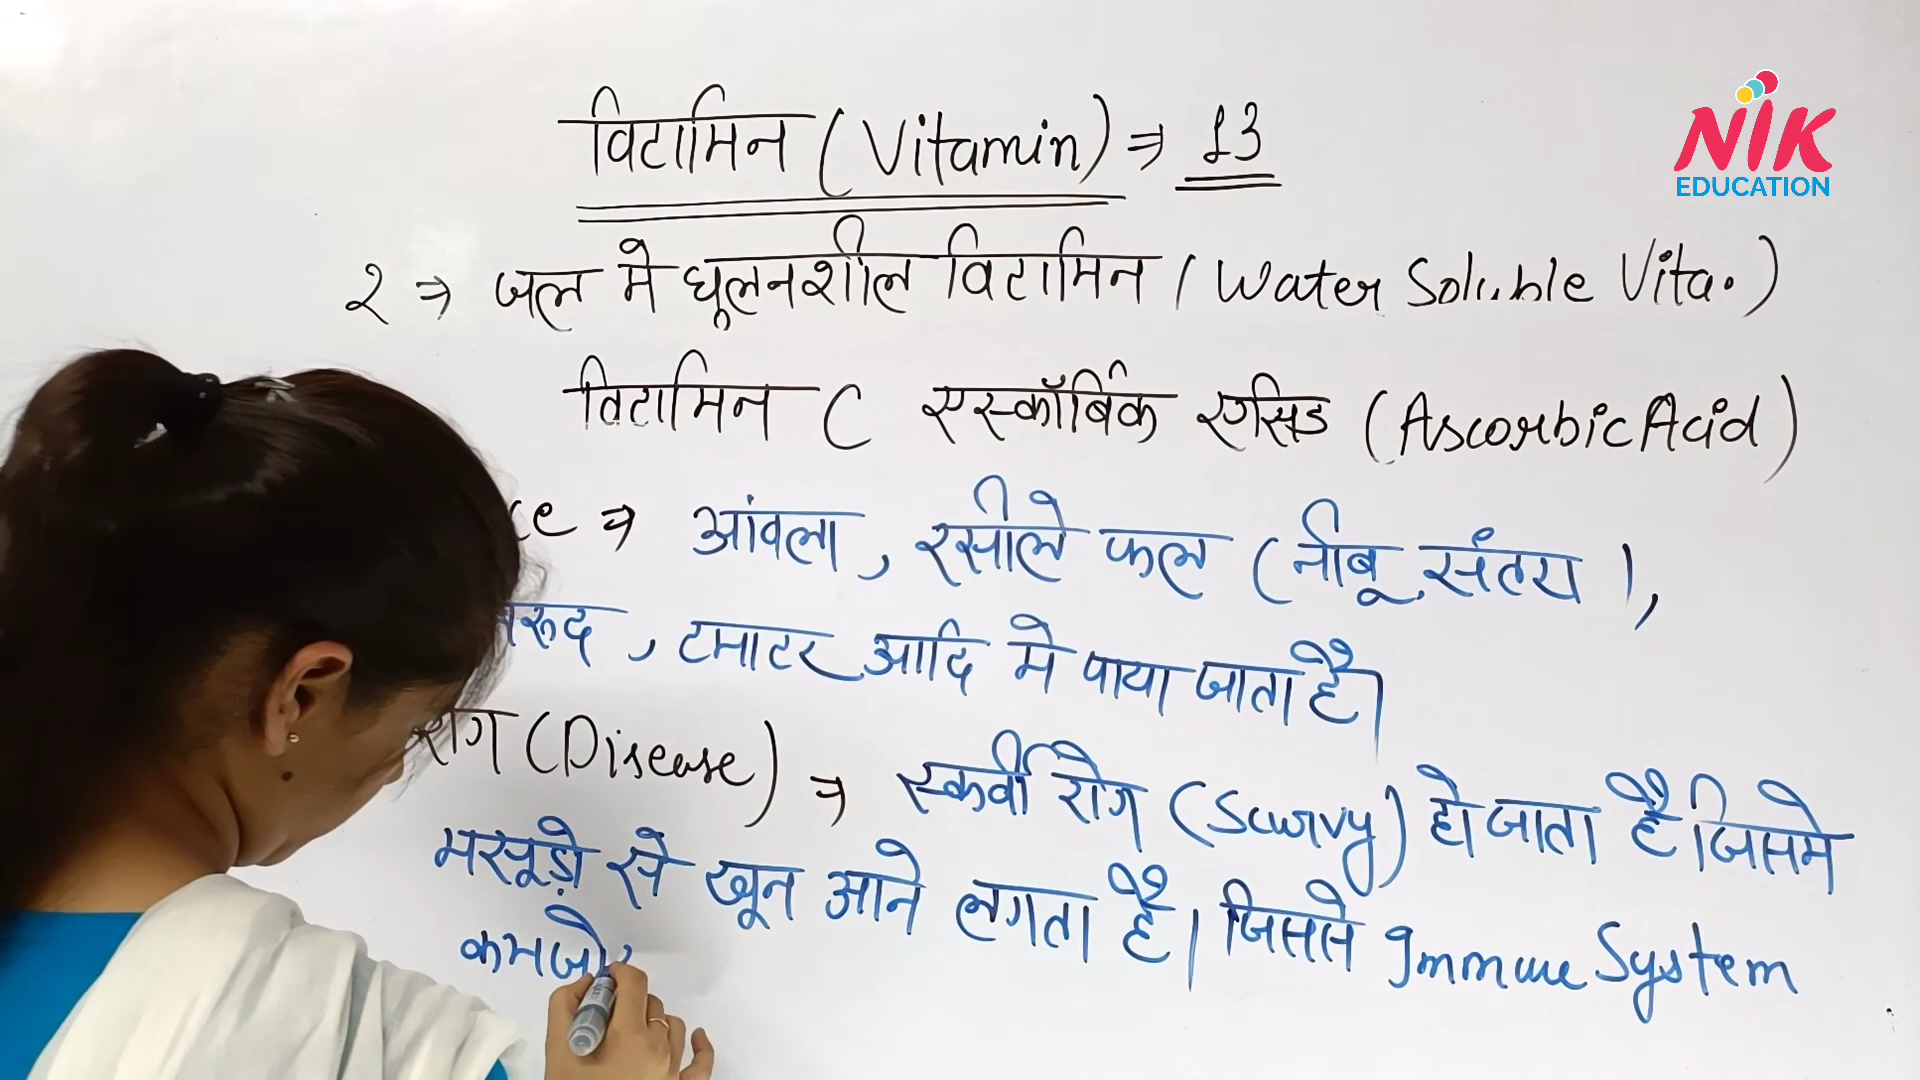 विटामिन (Vitamin) ⇒ 13
NIK
EDUCATION
2 ⇒ जल मे घूलनशील विटामिन (Water Soluble Vita.)
विटामिन C एस्कॉर्बिक एसिड (Ascorbic Acid)
ce ⇒ आंवला, रसीले फल (नीबू, संतरा),
रूद, टमाटर आदि मे पाया जाता है।
रोग (Disease) ⇒ स्कर्वी रोग (Scurvy) हो जाता है। जिसमे
मसूड़ो से खून आने लगता है। जिससे Immune System
कमजो